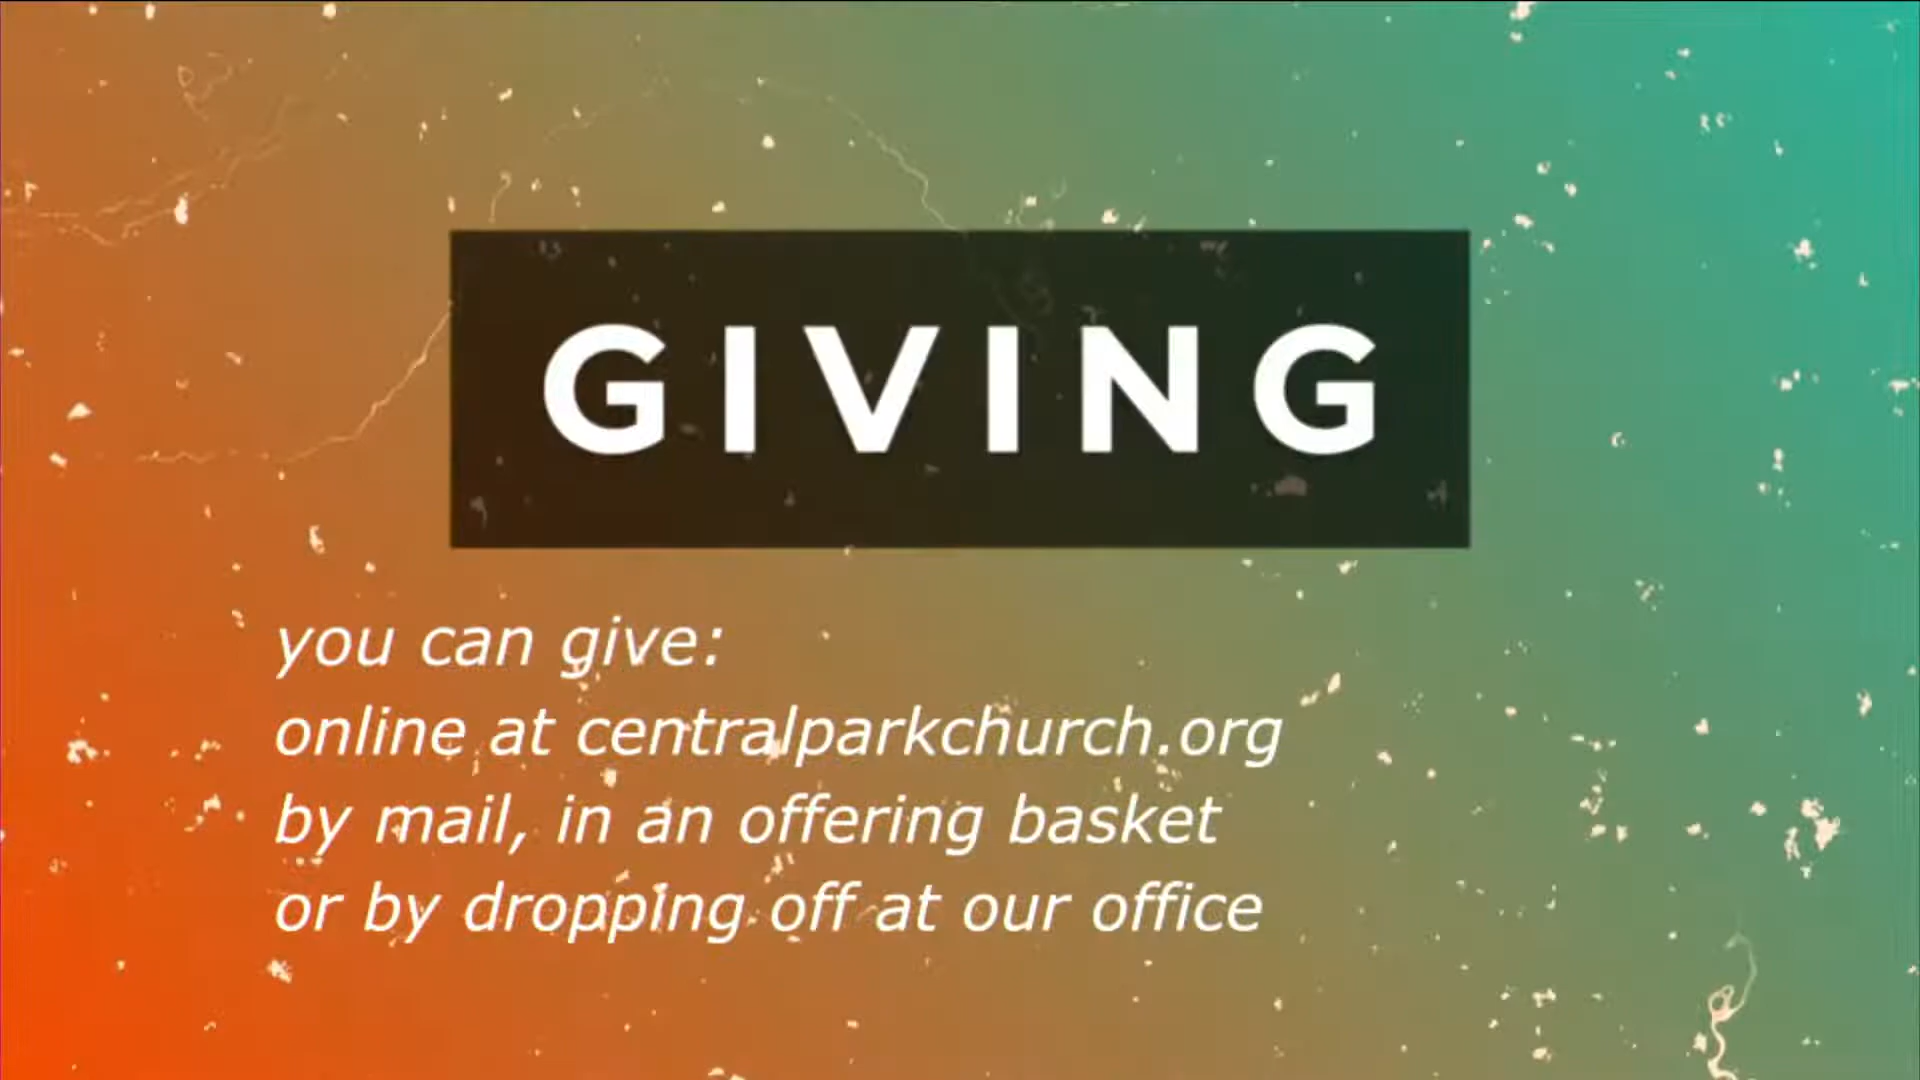 GIVING
you can give:
online at centralparkchurch.org
by mail, in an offering basket
or by dropping off at our office